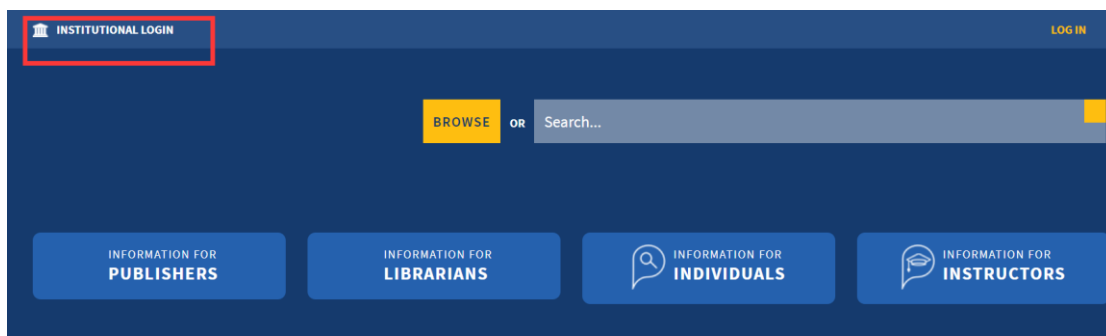 INSTITUTIONAL LOGIN
LOG IN
BROWSE OR Search...
INFORMATION FOR
PUBLISHERS
INFORMATION FOR
LIBRARIANS
INFORMATION FOR
INDIVIDUALS
INFORMATION FOR
INSTRUCTORS